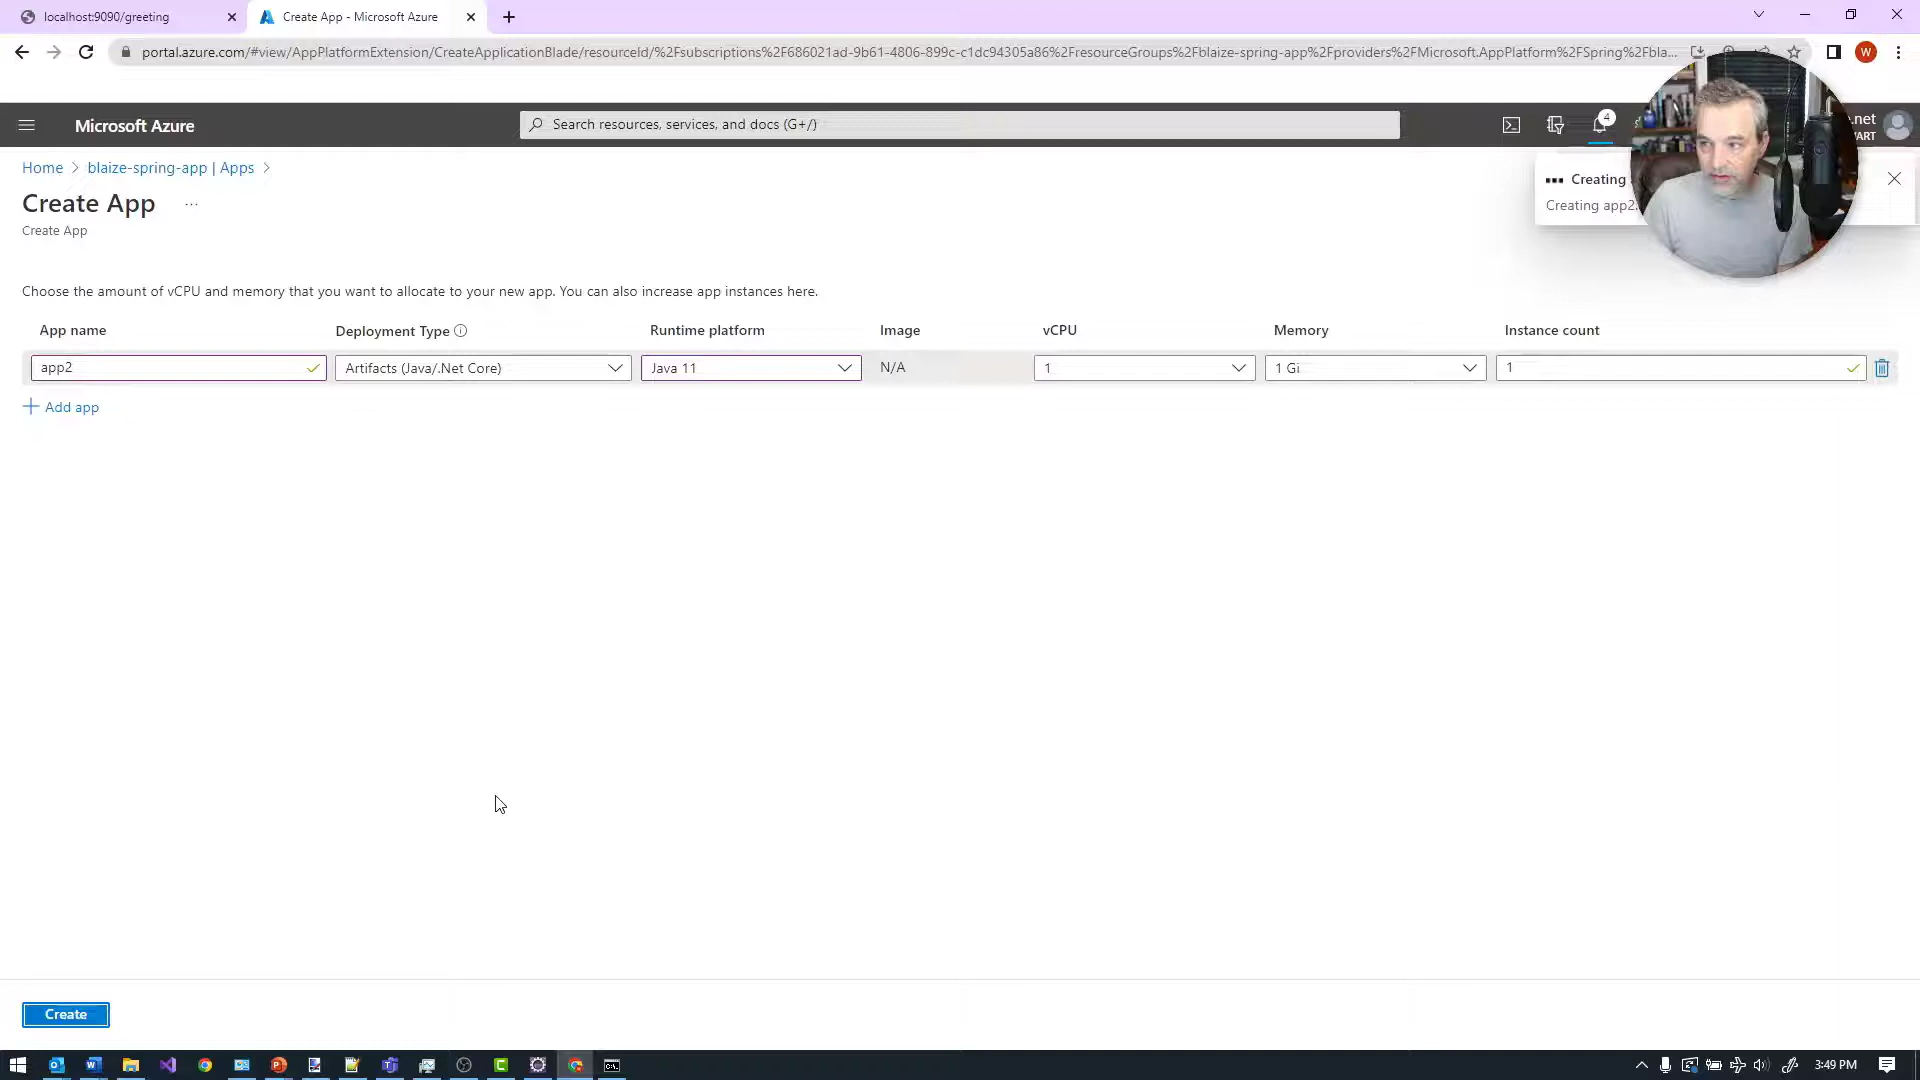 localhost:9090/greeting
Create App - Microsoft Azure
portal.azure.com/#view/AppPlatformExtension/CreateApplicationBlade/resourceId/%2Fsubscriptions%2F686021ad-9b61-4806-899c-c1dc94305a86%2FresourceGroups%2Fblaize-spring-app%2Fproviders%2FMicrosoft.AppPlatform%2FSpring%2Fbla...
W
Microsoft Azure
Search resources, services, and docs (G+/)
4
.net
Home > blaize-spring-app | Apps >
Creating
Create App ...
Creating app2
Create App
Choose the amount of vCPU and memory that you want to allocate to your new app. You can also increase app instances here.
App name Deployment Type Runtime platform Image vCPU Memory Instance count
app2 Artifacts (Java/.Net Core) Java 11 N/A 1 1 Gi 1
Add app
Create
3:49 PM